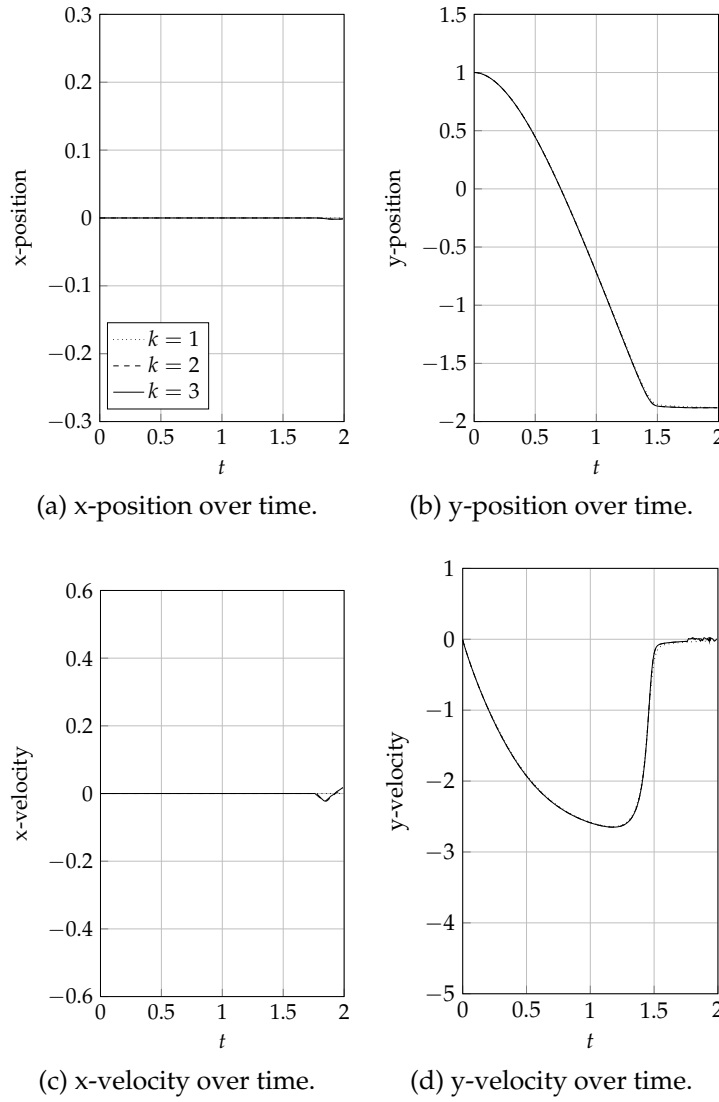 0.3
0.2
0.1
0
−0.1
−0.2
−0.3
x-position
k = 1
k = 2
k = 3
0 0.5 1 1.5 2
t
(a) x-position over time.
1.5
1
0.5
0
−0.5
−1
−1.5
−2
y-position
0 0.5 1 1.5 2
t
(b) y-position over time.
0.6
0.4
0.2
0
−0.2
−0.4
−0.6
x-velocity
0 0.5 1 1.5 2
t
(c) x-velocity over time.
1
0
−1
−2
−3
−4
−5
y-velocity
0 0.5 1 1.5 2
t
(d) y-velocity over time.